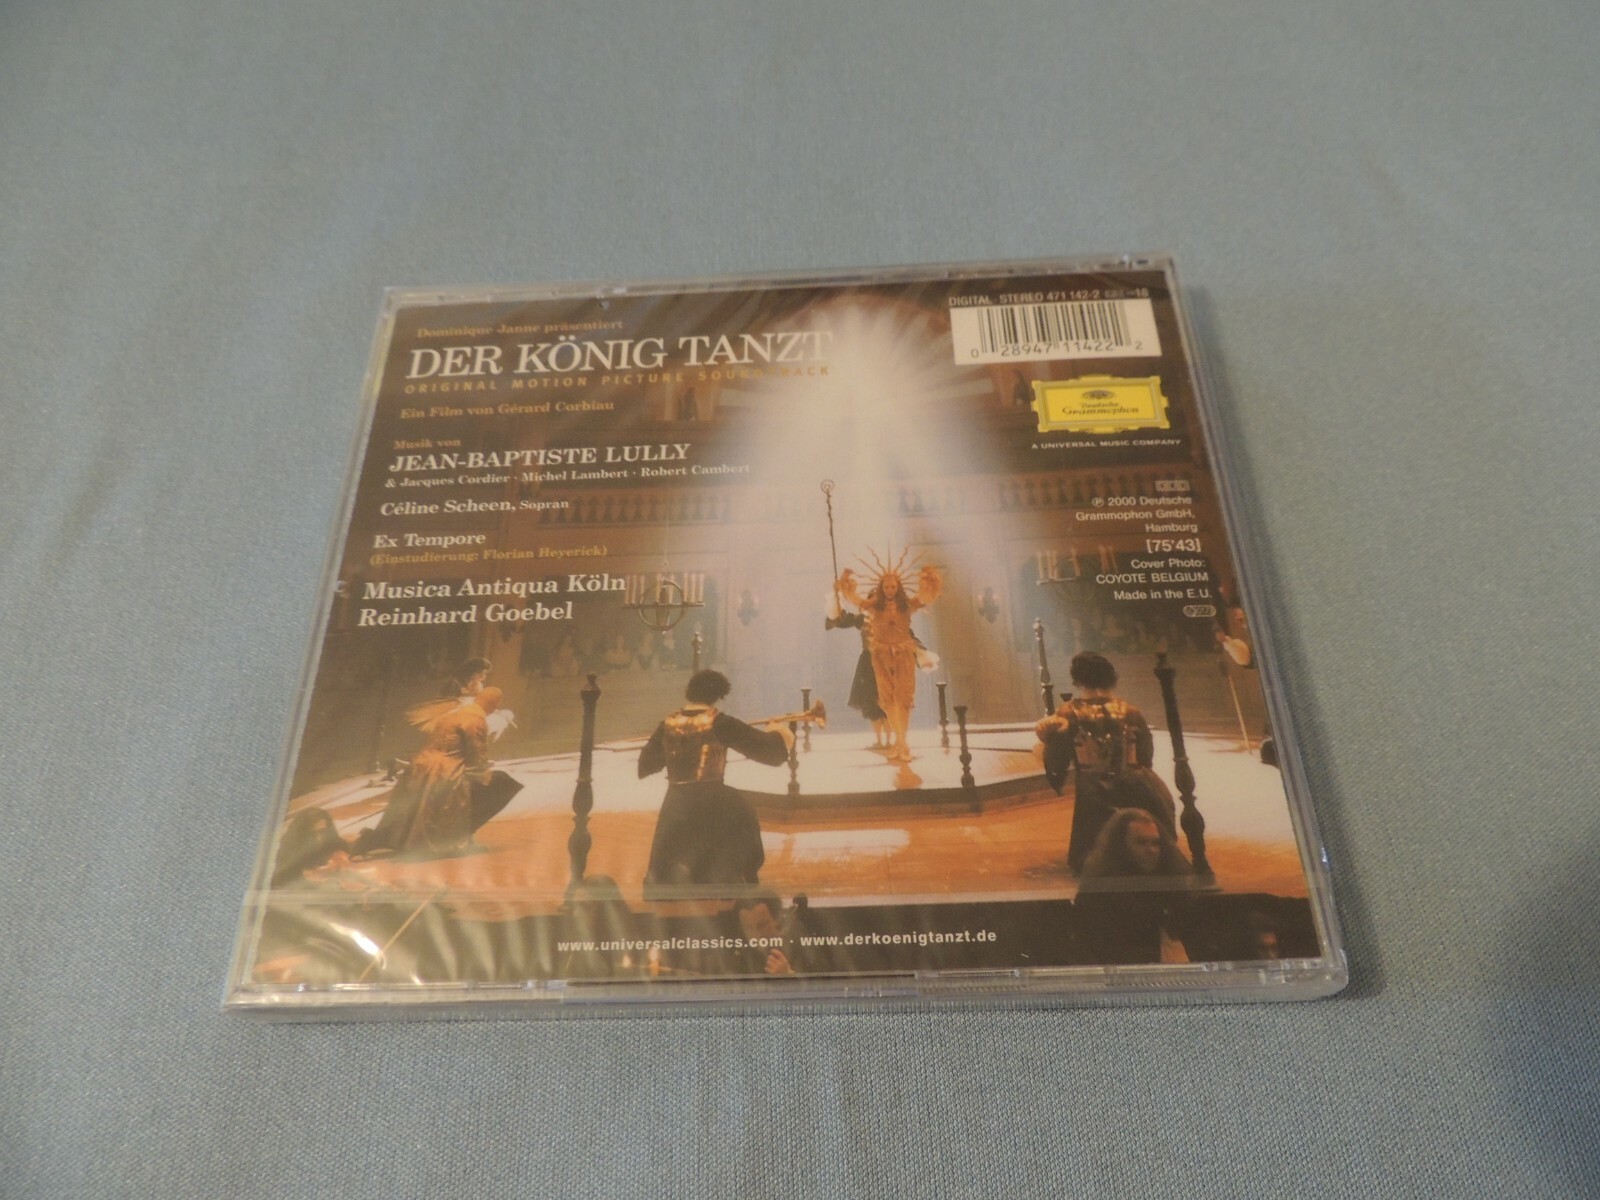 Dominique Janne präsentiert
DER KÖNIG TANZT
ORIGINAL MOTION PICTURE SOUNDTRACK
Ein Film von Gérard Corbiau
Musik von
JEAN-BAPTISTE LULLY
& Jacques Cordier · Michel Lambert · Robert Cambert
Céline Scheen, Sopran
Ex Tempore
(Einstudierung: Florian Heyerick)
Musica Antiqua Köln
Reinhard Goebel
DIGITAL STEREO 471 142-2
0 28947 11422 2
Deutsche
Grammophon
A UNIVERSAL MUSIC COMPANY
℗ 2000 Deutsche
Grammophon GmbH,
Hamburg
[75'43]
Cover Photo:
COYOTE BELGIUM
Made in the E.U.
www.universalclassics.com · www.derkoenigtanzt.de